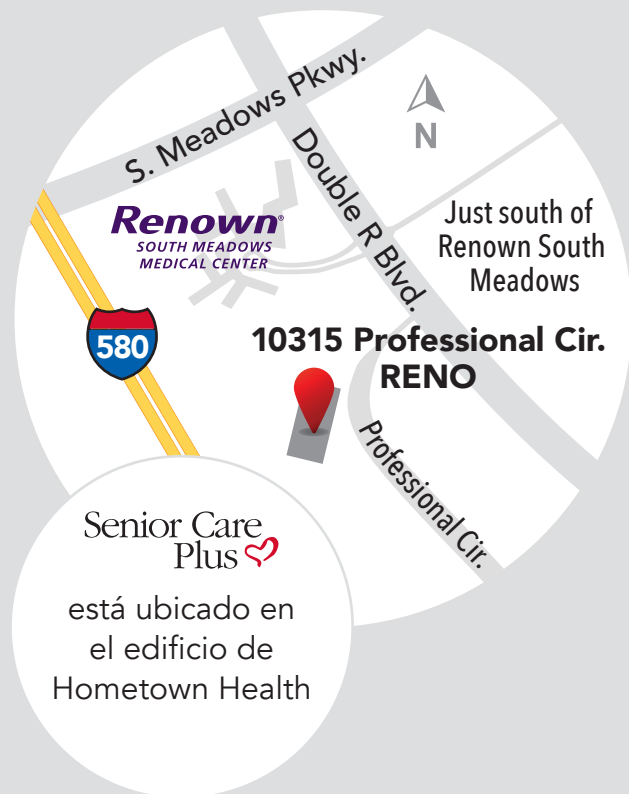 S. Meadows Pkwy.
N
Double R Blvd.
Renown®
SOUTH MEADOWS
MEDICAL CENTER
Just south of
Renown South
Meadows
580
10315 Professional Cir.
RENO
Professional Cir.
Senior Care
Plus
está ubicado en
el edificio de
Hometown Health